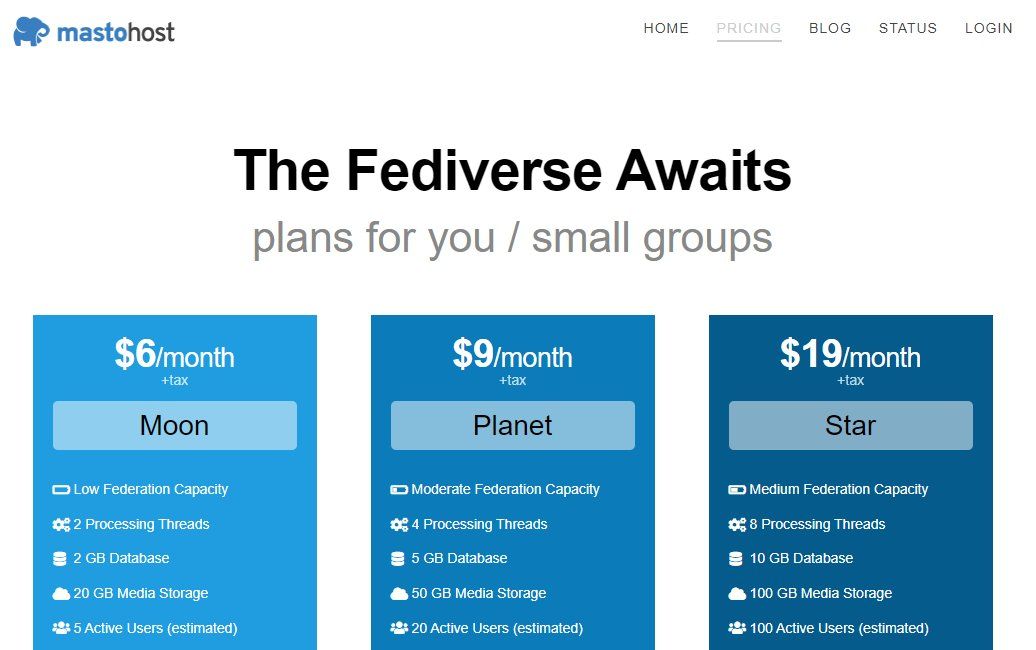 mastohost
HOME PRICING BLOG STATUS LOGIN
The Fediverse Awaits
plans for you / small groups
$6/month
+tax
Moon
Low Federation Capacity
2 Processing Threads
2 GB Database
20 GB Media Storage
5 Active Users (estimated)
$9/month
+tax
Planet
Moderate Federation Capacity
4 Processing Threads
5 GB Database
50 GB Media Storage
20 Active Users (estimated)
$19/month
+tax
Star
Medium Federation Capacity
8 Processing Threads
10 GB Database
100 GB Media Storage
100 Active Users (estimated)